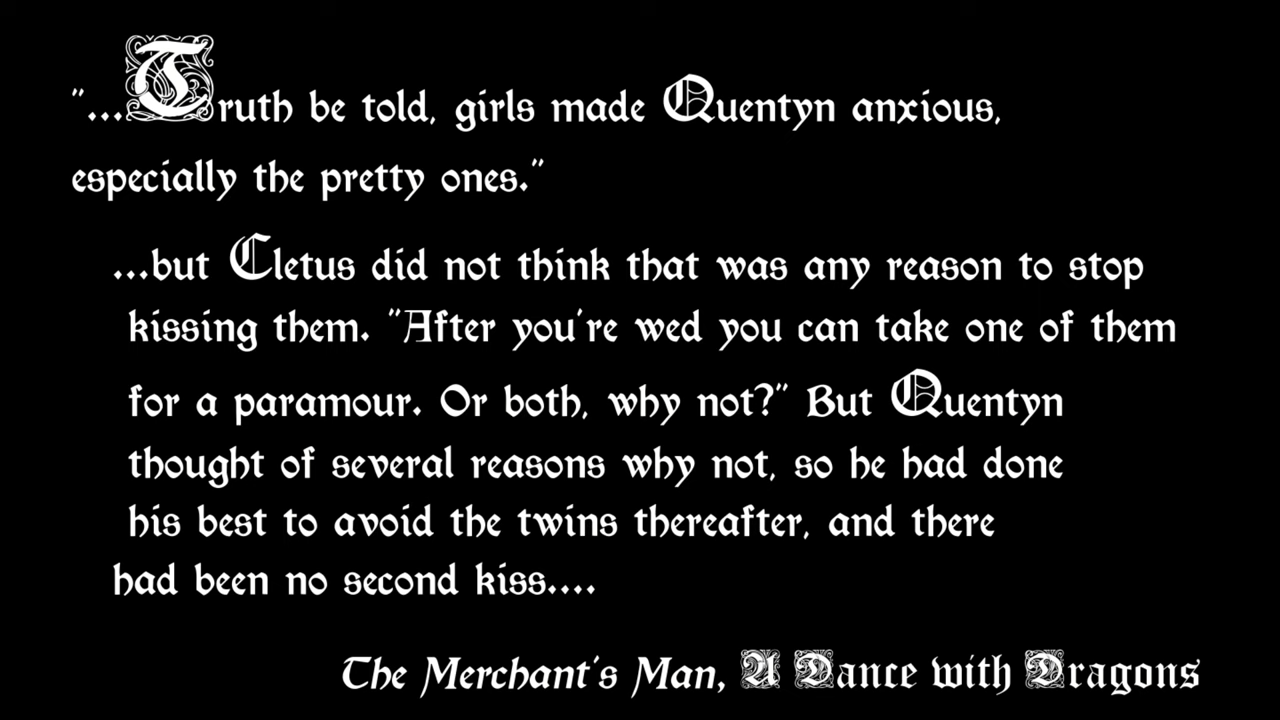 "...Truth be told, girls made Quentyn anxious,
especially the pretty ones."
...but Cletus did not think that was any reason to stop
kissing them. "After you're wed you can take one of them
for a paramour. Or both, why not?" But Quentyn
thought of several reasons why not, so he had done
his best to avoid the twins thereafter, and there
had been no second kiss....
The Merchant's Man, A Dance with Dragons